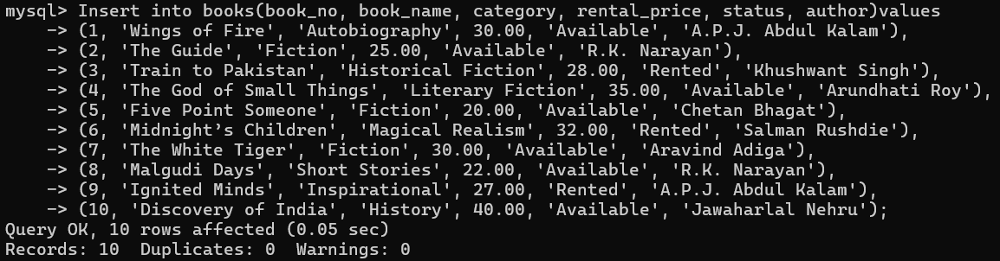 mysql> Insert into books(book_no, book_name, category, rental_price, status, author)values
    -> (1, 'Wings of Fire', 'Autobiography', 30.00, 'Available', 'A.P.J. Abdul Kalam'),
    -> (2, 'The Guide', 'Fiction', 25.00, 'Available', 'R.K. Narayan'),
    -> (3, 'Train to Pakistan', 'Historical Fiction', 28.00, 'Rented', 'Khushwant Singh'),
    -> (4, 'The God of Small Things', 'Literary Fiction', 35.00, 'Available', 'Arundhati Roy'),
    -> (5, 'Five Point Someone', 'Fiction', 20.00, 'Available', 'Chetan Bhagat'),
    -> (6, 'Midnight’s Children', 'Magical Realism', 32.00, 'Rented', 'Salman Rushdie'),
    -> (7, 'The White Tiger', 'Fiction', 30.00, 'Available', 'Aravind Adiga'),
    -> (8, 'Malgudi Days', 'Short Stories', 22.00, 'Available', 'R.K. Narayan'),
    -> (9, 'Ignited Minds', 'Inspirational', 27.00, 'Rented', 'A.P.J. Abdul Kalam'),
    -> (10, 'Discovery of India', 'History', 40.00, 'Available', 'Jawaharlal Nehru');
Query OK, 10 rows affected (0.05 sec)
Records: 10  Duplicates: 0  Warnings: 0